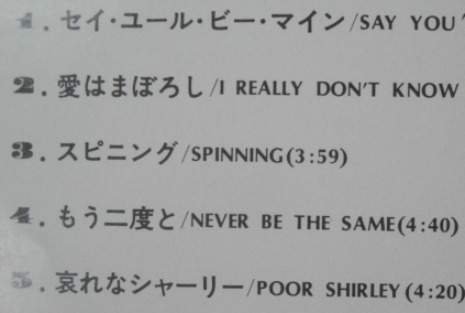 1. セイ・ユール・ビー・マイン/SAY YOU'
2. 愛はまぼろし/I REALLY DON'T KNOW
3. スピニング/SPINNING(3:59)
4. もう二度と/NEVER BE THE SAME(4:40)
5. 哀れなシャーリー/POOR SHIRLEY(4:20)